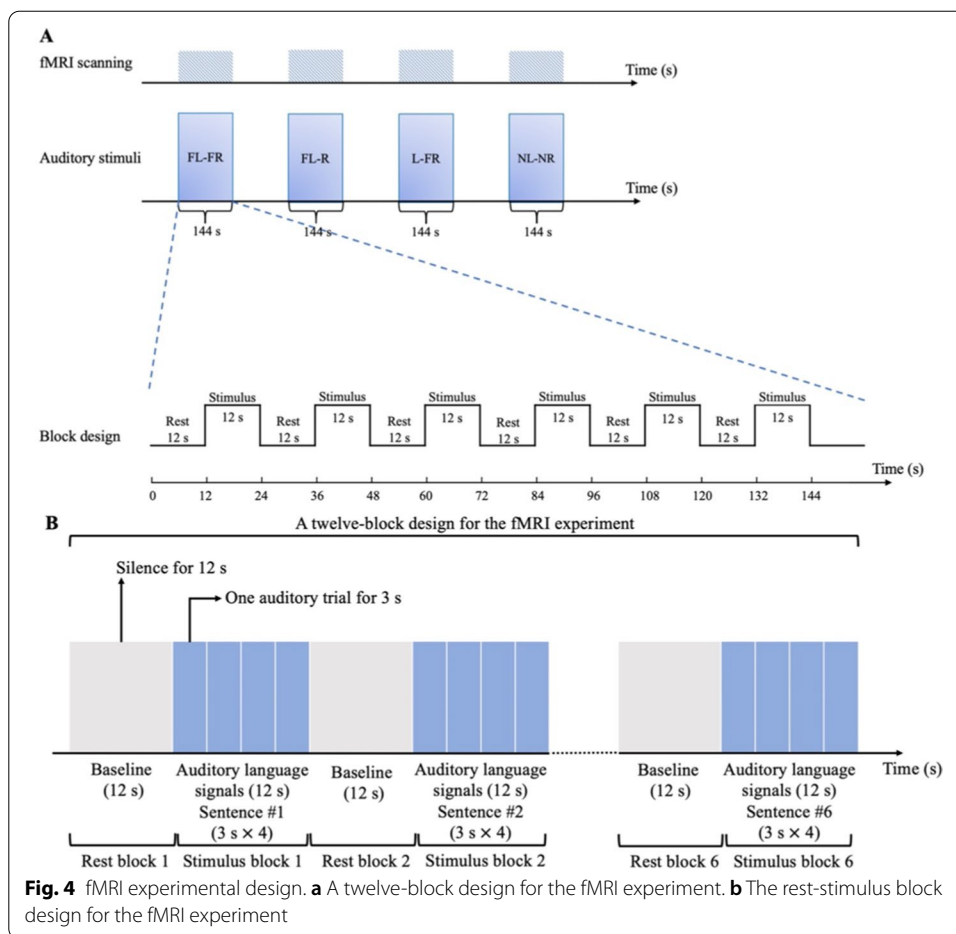 A
fMRI scanning
Time (s)
Auditory stimuli
FL-FR
FL-R
L-FR
NL-NR
Time (s)
144 s
144 s
144 s
144 s
Stimulus Stimulus Stimulus Stimulus Stimulus Stimulus
12 s 12 s 12 s 12 s 12 s 12 s
Rest Rest Rest Rest Rest Rest
12 s 12 s 12 s 12 s 12 s 12 s
Block design
Time (s)
0 12 24 36 48 60 72 84 96 108 120 132 144
B
A twelve-block design for the fMRI experiment
Silence for 12 s
One auditory trial for 3 s
Time (s)
Baseline
(12 s)
Auditory language
signals (12 s)
Sentence #1
(3 s × 4)
Baseline
(12 s)
Auditory language
signals (12 s)
Sentence #2
(3 s × 4)
Baseline
(12 s)
Auditory language
signals (12 s)
Sentence #6
(3 s × 4)
Rest block 1 Stimulus block 1 Rest block 2 Stimulus block 2 Rest block 6 Stimulus block 6
Fig. 4 fMRI experimental design. a A twelve-block design for the fMRI experiment. b The rest-stimulus block
design for the fMRI experiment